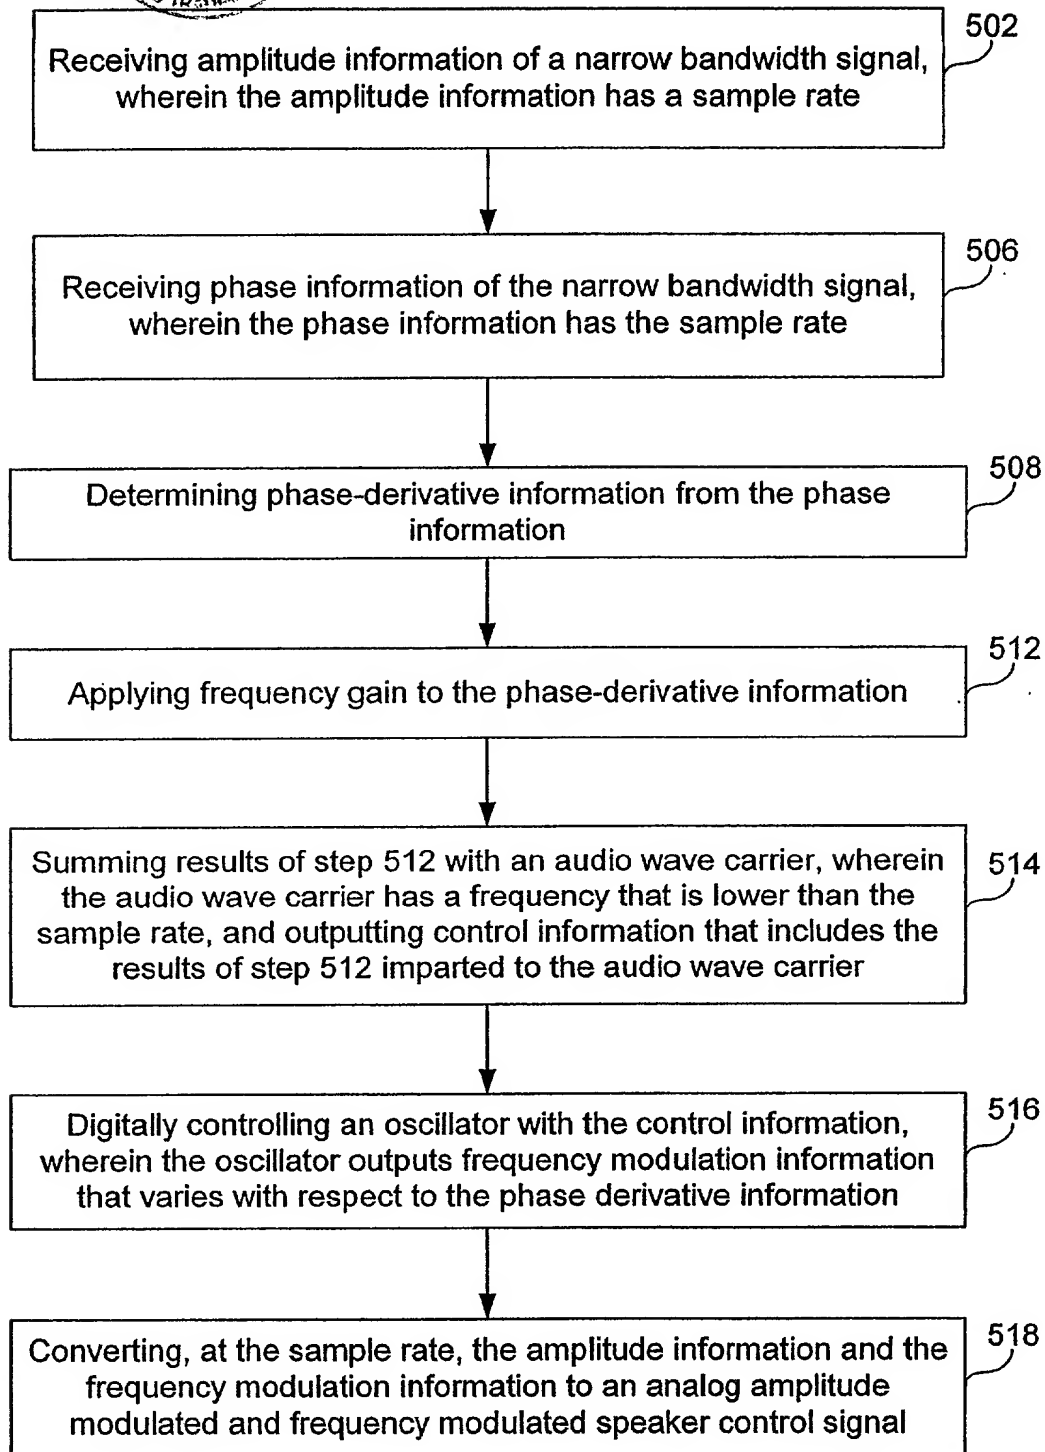 502
Receiving amplitude information of a narrow bandwidth signal,
wherein the amplitude information has a sample rate
506
Receiving phase information of the narrow bandwidth signal,
wherein the phase information has the sample rate
508
Determining phase-derivative information from the phase
information
512
Applying frequency gain to the phase-derivative information
514
Summing results of step 512 with an audio wave carrier, wherein
the audio wave carrier has a frequency that is lower than the
sample rate, and outputting control information that includes the
results of step 512 imparted to the audio wave carrier
516
Digitally controlling an oscillator with the control information,
wherein the oscillator outputs frequency modulation information
that varies with respect to the phase derivative information
518
Converting, at the sample rate, the amplitude information and the
frequency modulation information to an analog amplitude
modulated and frequency modulated speaker control signal